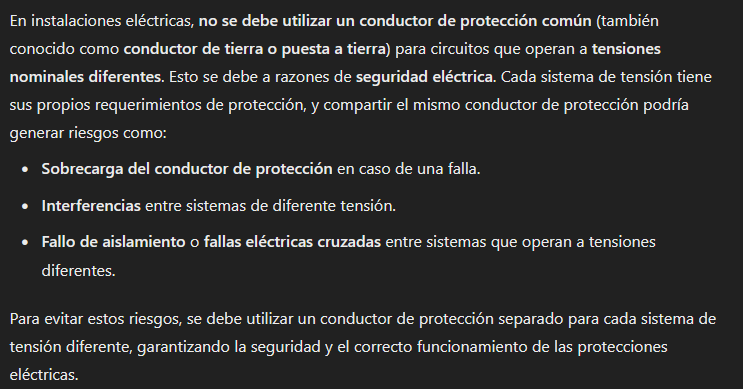 En instalaciones eléctricas, no se debe utilizar un conductor de protección común (también
conocido como conductor de tierra o puesta a tierra) para circuitos que operan a tensiones
nominales diferentes. Esto se debe a razones de seguridad eléctrica. Cada sistema de tensión tiene
sus propios requerimientos de protección, y compartir el mismo conductor de protección podría
generar riesgos como:
• Sobrecarga del conductor de protección en caso de una falla.
• Interferencias entre sistemas de diferente tensión.
• Fallo de aislamiento o fallas eléctricas cruzadas entre sistemas que operan a tensiones
diferentes.
Para evitar estos riesgos, se debe utilizar un conductor de protección separado para cada sistema de
tensión diferente, garantizando la seguridad y el correcto funcionamiento de las protecciones
eléctricas.